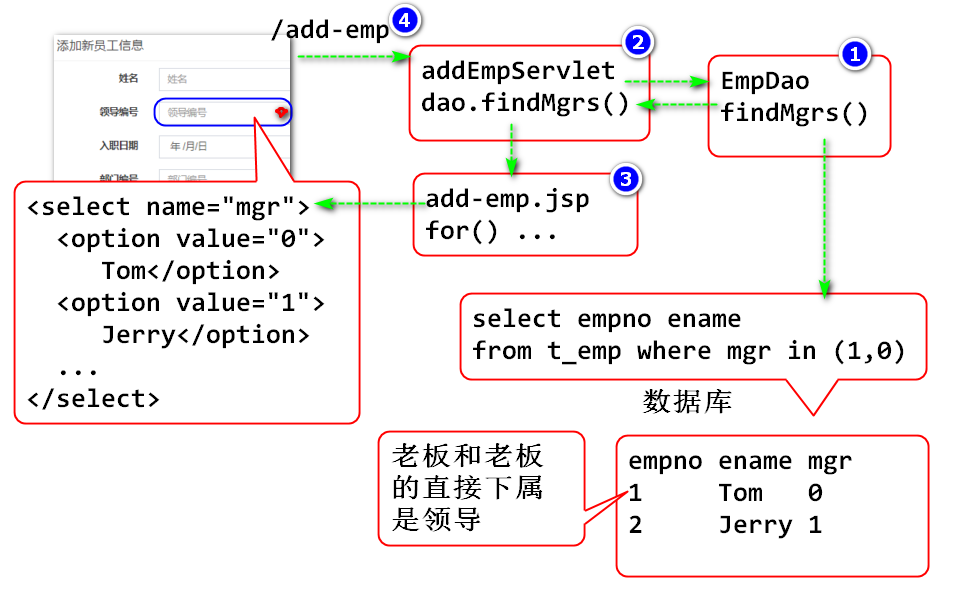 /add-emp
4
添加新员工信息
姓名
姓名
领导编号
领导编号
入职日期
年 /月/日
部门编号
部门编号
2
addEmpServlet
dao.findMgrs()
1
EmpDao
findMgrs()
3
add-emp.jsp
for() ...
<select name="mgr">
<option value="0">
Tom</option>
<option value="1">
Jerry</option>
...
</select>
select empno ename
from t_emp where mgr in (1,0)
数据库
老板和老板
的直接下属
是领导
empno ename mgr
1 Tom 0
2 Jerry 1